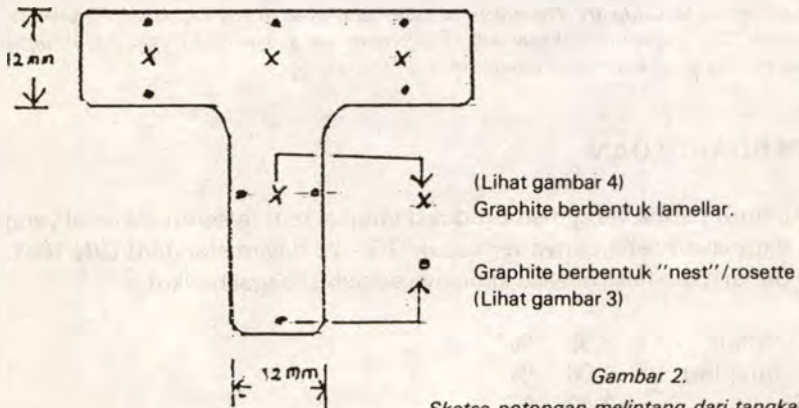 12 mm
(Lihat gambar 4)
Graphite berbentuk lamellar.
Graphite berbentuk "nest"/rosette
(Lihat gambar 3)
12 mm
Gambar 2.
Sketsa potongan melintang dari tangka